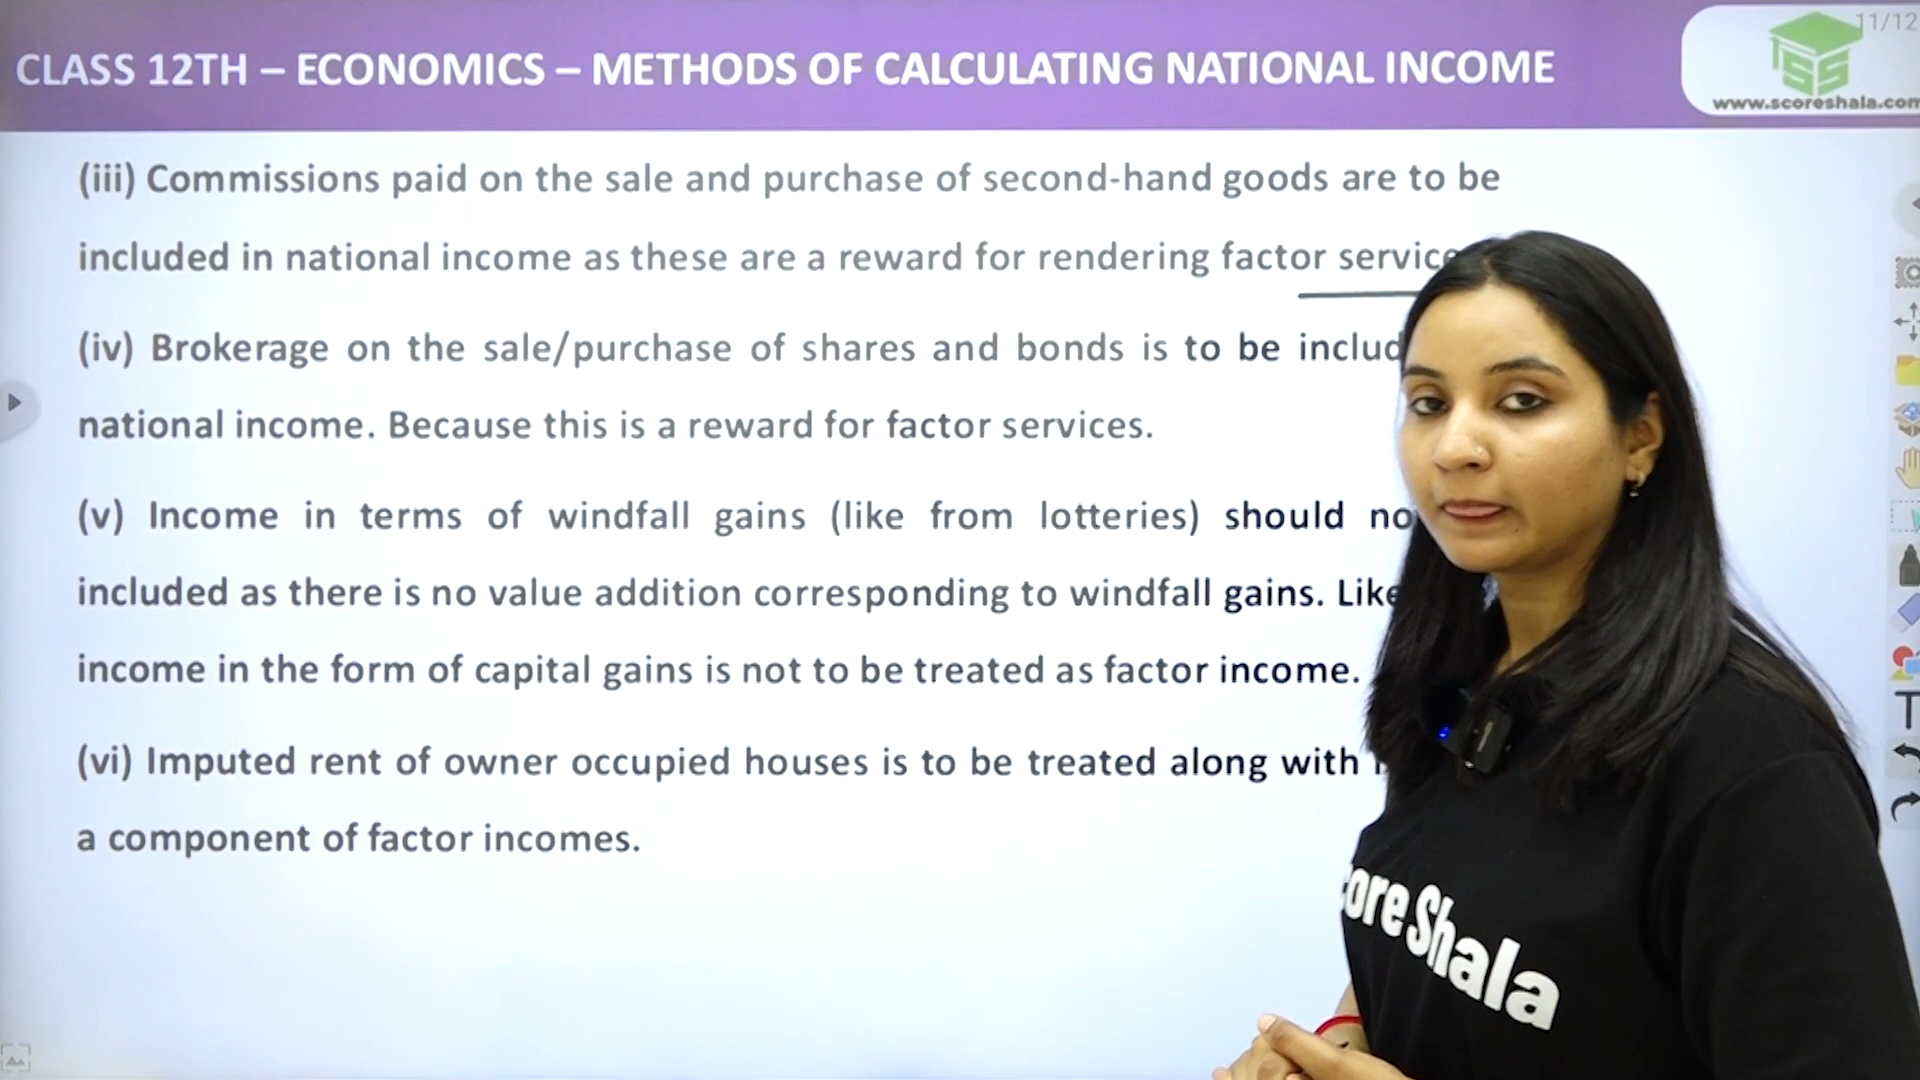 CLASS 12TH – ECONOMICS – METHODS OF CALCULATING NATIONAL INCOME
11/12
www.scoreshala.com
(iii) Commissions paid on the sale and purchase of second-hand goods are to be
included in national income as these are a reward for rendering factor
(iv) Brokerage on the sale/purchase of shares and bonds is to be
national income. Because this is a reward for factor services.
(v) Income in terms of windfall gains (like from lotteries) should
included as there is no value addition corresponding to windfall gains.
income in the form of capital gains is not to be treated as factor income.
(vi) Imputed rent of owner occupied houses is to be treated along with
a component of factor incomes.
Shala